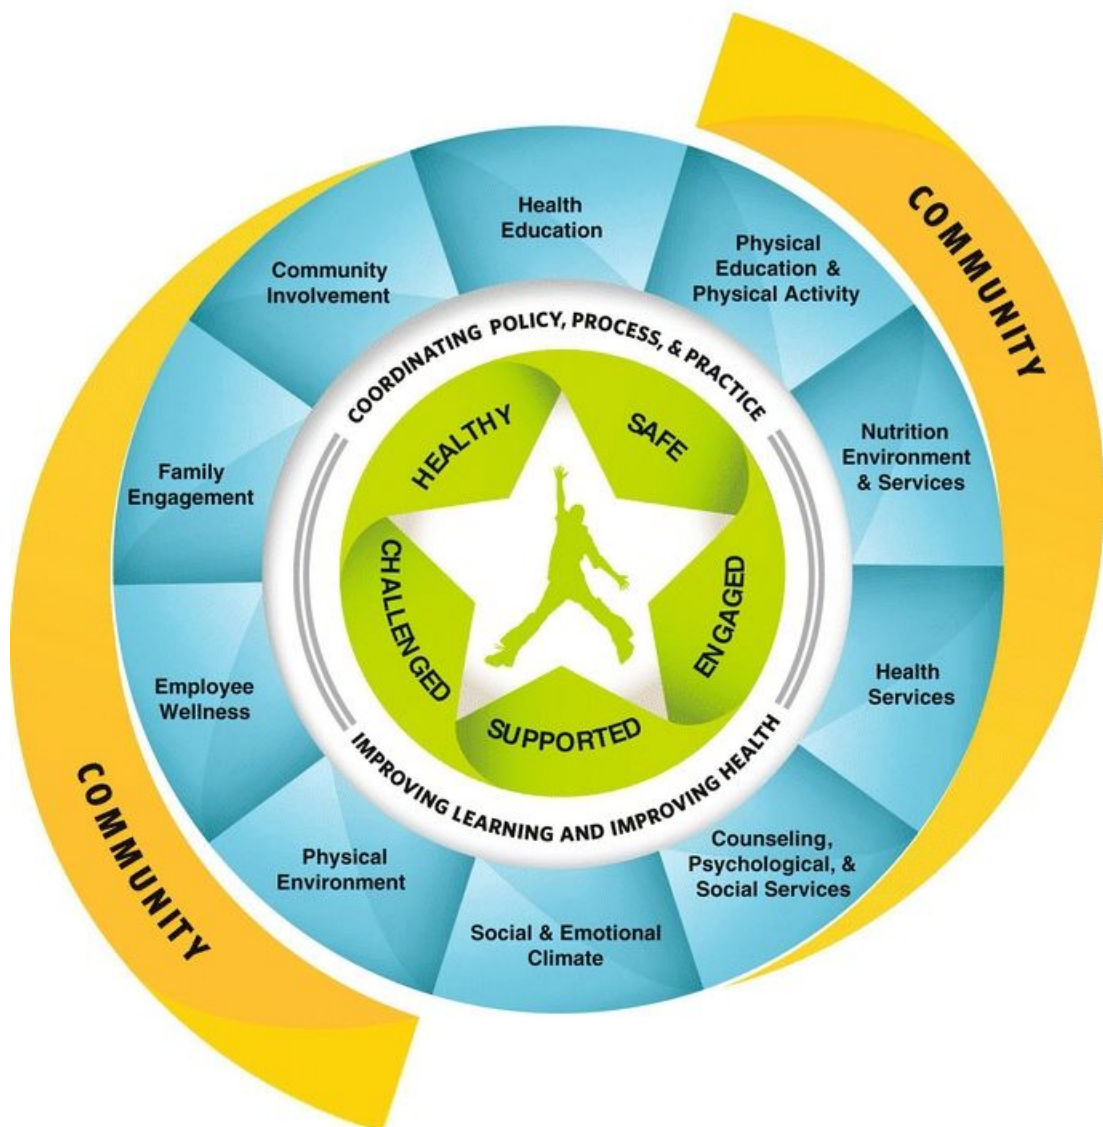 COMMUNITY
Health
Education
Physical
Education &
Physical Activity
Nutrition
Environment
& Services
Health
Services
Counseling,
Psychological, &
Social Services
Social & Emotional
Climate
Physical
Environment
Employee
Wellness
Family
Engagement
Community
Involvement
COORDINATING POLICY, PROCESS, & PRACTICE
IMPROVING LEARNING AND IMPROVING HEALTH
HEALTHY
SAFE
ENGAGED
SUPPORTED
CHALLENGED
COMMUNITY